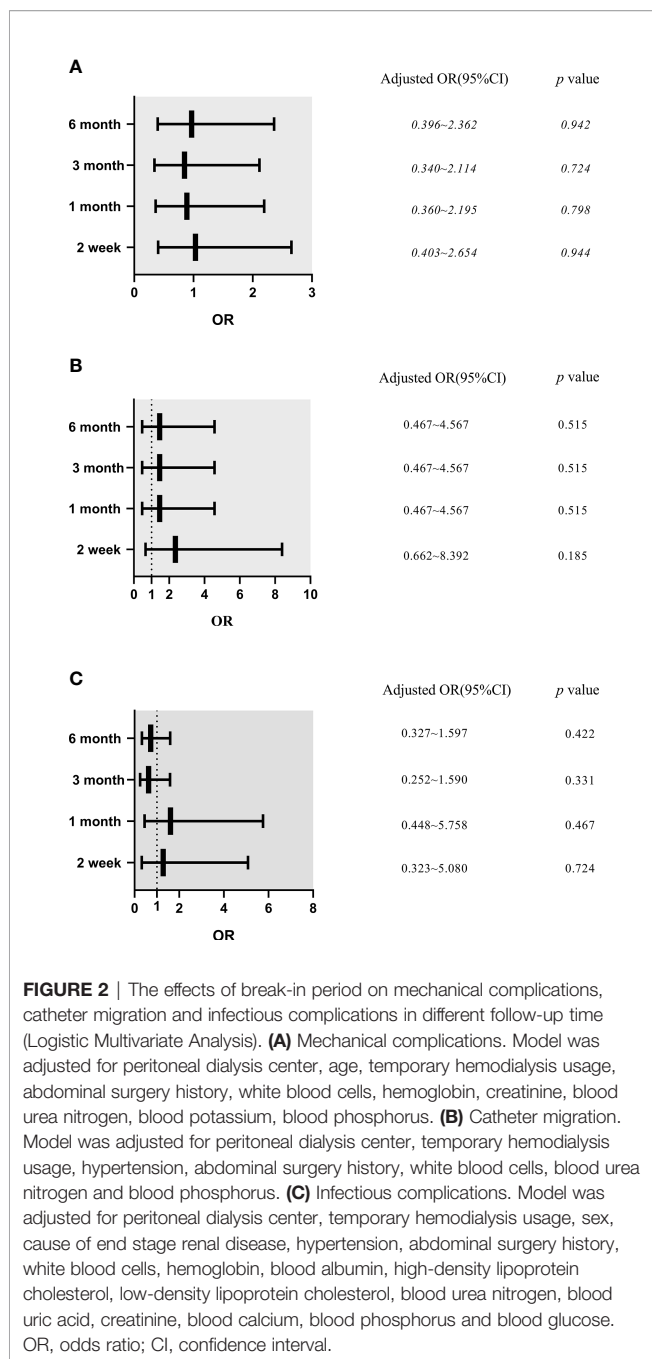 A
Adjusted OR(95%CI) p value
6 month 0.396~2.362 0.942
3 month 0.340~2.114 0.724
1 month 0.360~2.195 0.798
2 week 0.403~2.654 0.944
0 1 2 3
OR
B
Adjusted OR(95%CI) p value
6 month 0.467~4.567 0.515
3 month 0.467~4.567 0.515
1 month 0.467~4.567 0.515
2 week 0.662~8.392 0.185
0 1 2 4 6 8 10
OR
C
Adjusted OR(95%CI) p value
6 month 0.327~1.597 0.422
3 month 0.252~1.590 0.331
1 month 0.448~5.758 0.467
2 week 0.323~5.080 0.724
0 1 2 4 6 8
OR
FIGURE 2 | The effects of break-in period on mechanical complications,
catheter migration and infectious complications in different follow-up time
(Logistic Multivariate Analysis). (A) Mechanical complications. Model was
adjusted for peritoneal dialysis center, age, temporary hemodialysis usage,
abdominal surgery history, white blood cells, hemoglobin, creatinine, blood
urea nitrogen, blood potassium, blood phosphorus. (B) Catheter migration.
Model was adjusted for peritoneal dialysis center, temporary hemodialysis
usage, hypertension, abdominal surgery history, white blood cells, blood urea
nitrogen and blood phosphorus. (C) Infectious complications. Model was
adjusted for peritoneal dialysis center, temporary hemodialysis usage, sex,
cause of end stage renal disease, hypertension, abdominal surgery history,
white blood cells, hemoglobin, blood albumin, high-density lipoprotein
cholesterol, low-density lipoprotein cholesterol, blood urea nitrogen, blood
uric acid, creatinine, blood calcium, blood phosphorus and blood glucose.
OR, odds ratio; CI, confidence interval.